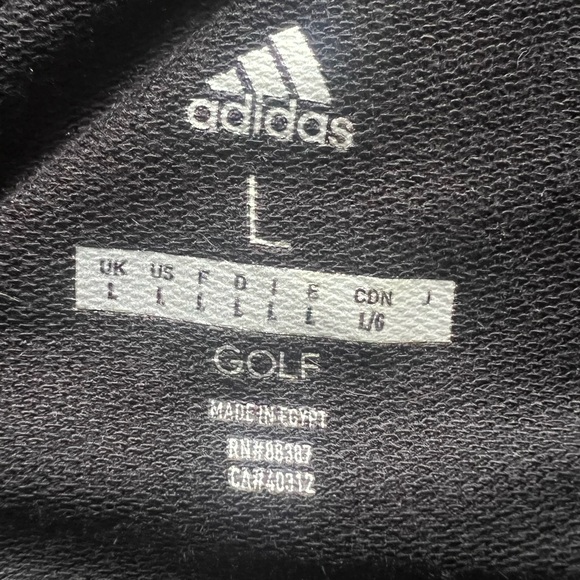 adidas
L
UK US F D I E CDN J
L L L L L L L/G
GOLF
MADE IN EGYPT
RN#88387
CA#40312